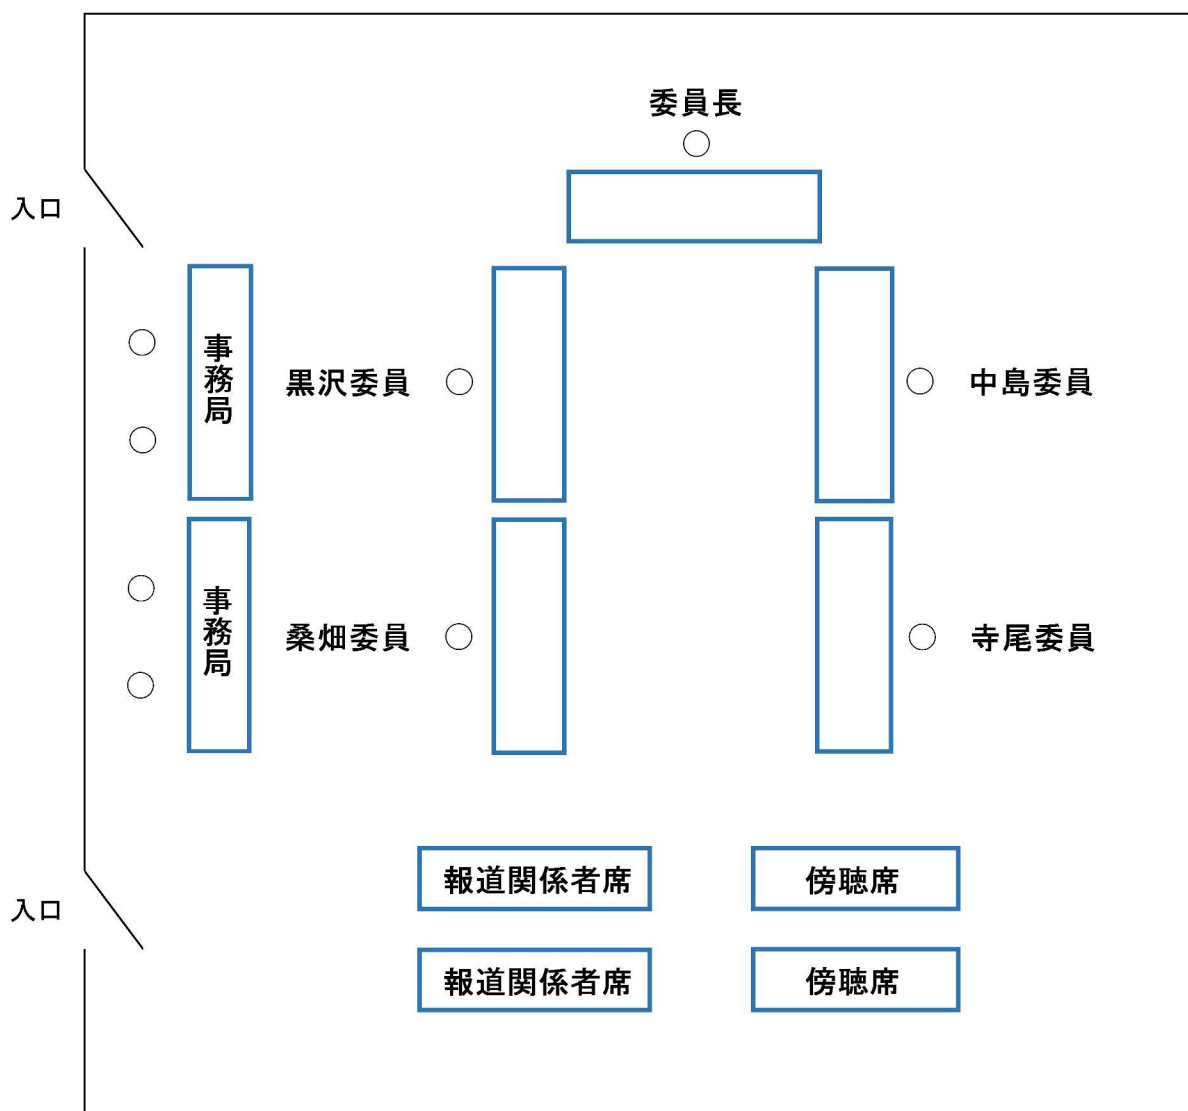 委員長
入口
事務局
黒沢委員
中島委員
事務局
桑畑委員
寺尾委員
報道関係者席
傍聴席
入口
報道関係者席
傍聴席